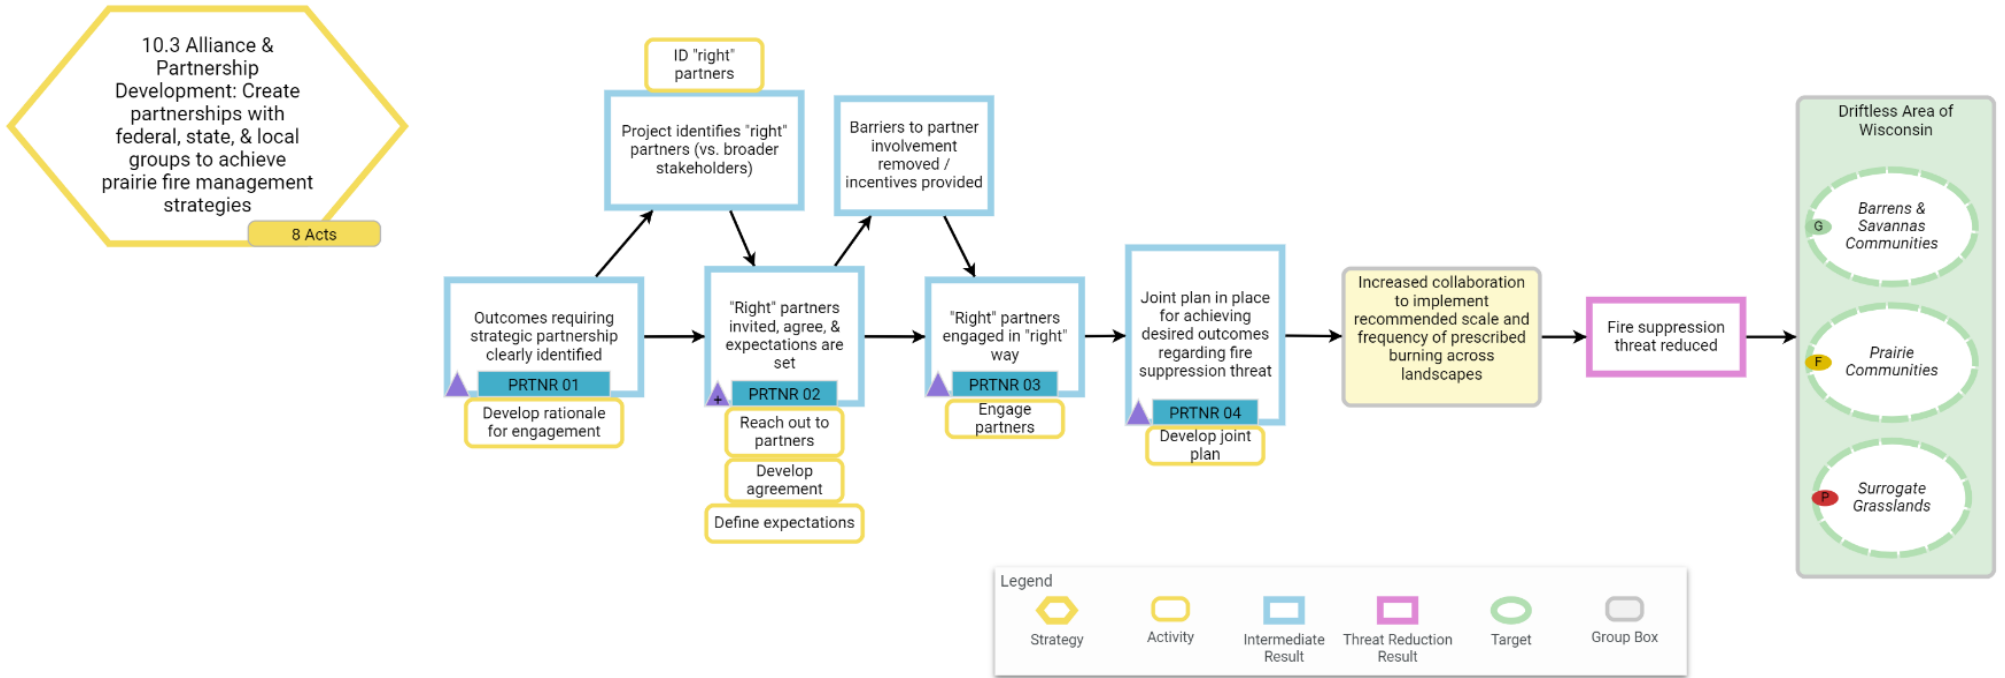 10.3 Alliance &
Partnership
Development: Create
partnerships with
federal, state, & local
groups to achieve
prairie fire management
strategies
8 Acts
ID "right"
partners
Project identifies "right"
partners (vs. broader
stakeholders)
Barriers to partner
involvement
removed /
incentives provided
Outcomes requiring
strategic partnership
clearly identified
PRTNR 01
Develop rationale
for engagement
"Right" partners
invited, agree, &
expectations are
set
+
PRTNR 02
Reach out to
partners
Develop
agreement
Define expectations
"Right" partners
engaged in "right"
way
PRTNR 03
Engage
partners
Joint plan in place
for achieving
desired outcomes
regarding fire
suppression threat
PRTNR 04
Develop joint
plan
Increased collaboration
to implement
recommended scale and
frequency of prescribed
burning across
landscapes
Fire suppression
threat reduced
Driftless Area of
Wisconsin
G
Barrens &
Savannas
Communities
F
Prairie
Communities
P
Surrogate
Grasslands
Legend
Strategy
Activity
Intermediate
Result
Threat Reduction
Result
Target
Group Box